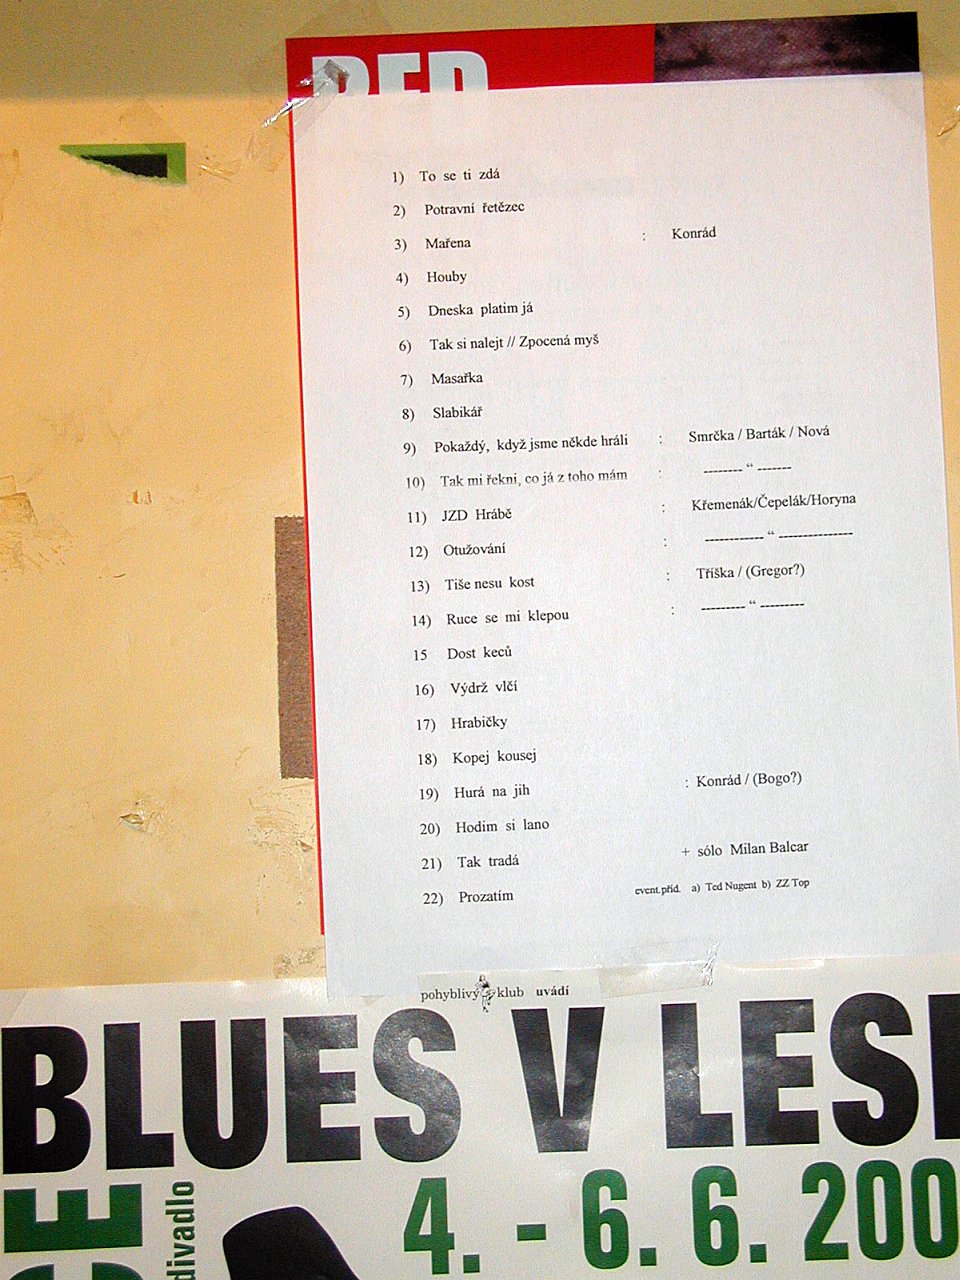 RED
1) To se ti zdá
2) Potravní řetězec
3) Mařena : Konrád
4) Houby
5) Dneska platim já
6) Tak si nalejt // Zpocená myš
7) Masařka
8) Slabikář
9) Pokaždý, když jsme někde hráli : Smrčka / Barták / Nová
10) Tak mi řekni, co já z toho mám : -------- “ -------
11) JZD Hrábě : Křemenák/Čepelák/Horyna
12) Otužování : ------------ “ ---------------
13) Tiše nesu kost : Tříška / (Gregor?)
14) Ruce se mi klepou : --------- “ ---------
15 Dost keců
16) Výdrž vlčí
17) Hrabičky
18) Kopej kousej
19) Hurá na jih : Konrád / (Bogo?)
20) Hodim si lano
21) Tak tradá + sólo Milan Balcar
22) Prozatím event.příd. a) Ted Nugent b) ZZ Top
pohyblivý klub uvádí
BLUES V LESE
4. - 6. 6. 200
CE
divadlo